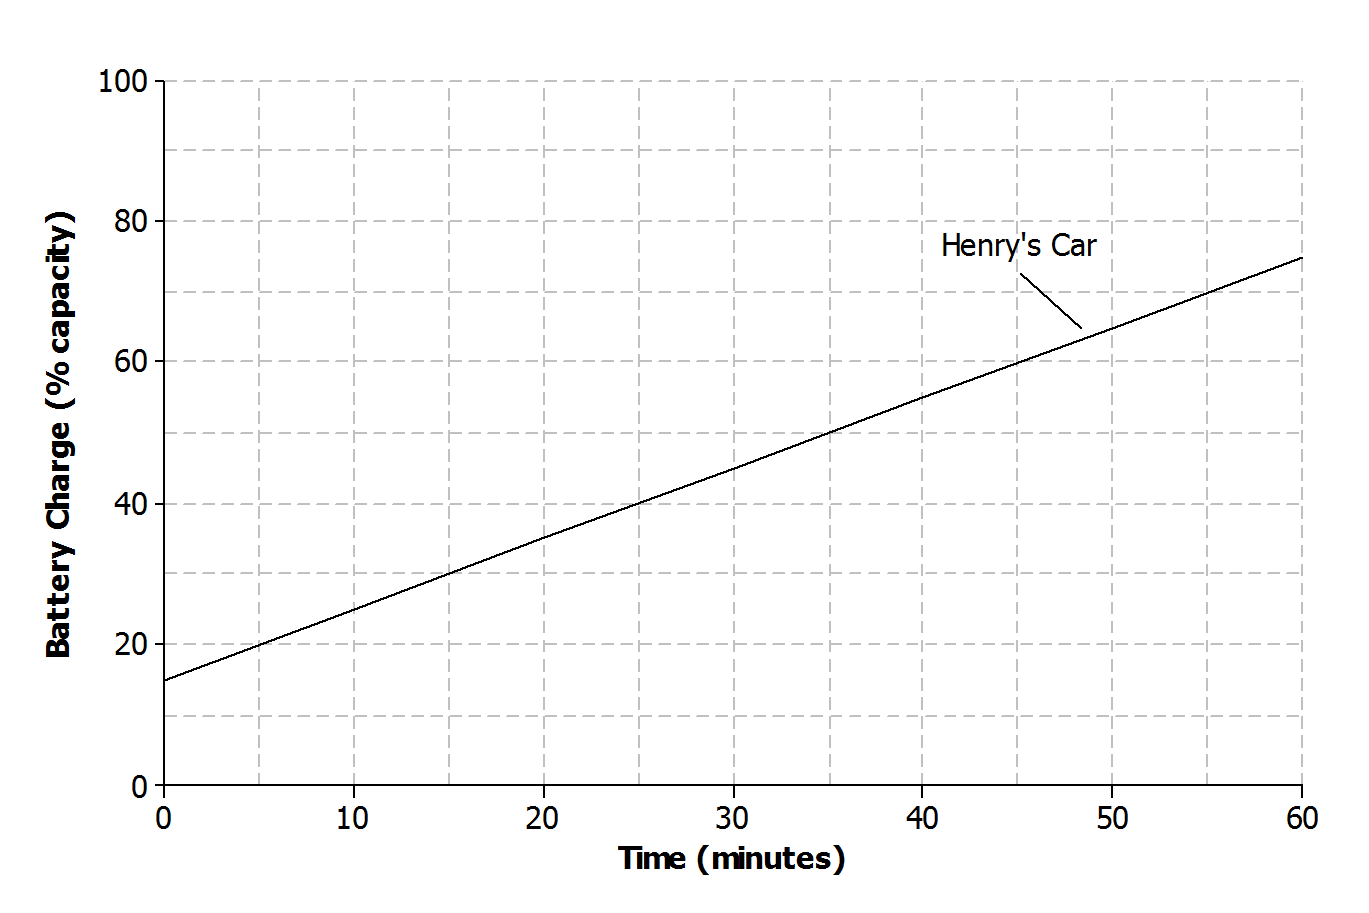 100
80
60
40
20
0
Battery Charge (% capacity)
Henry's Car
0 10 20 30 40 50 60
Time (minutes)